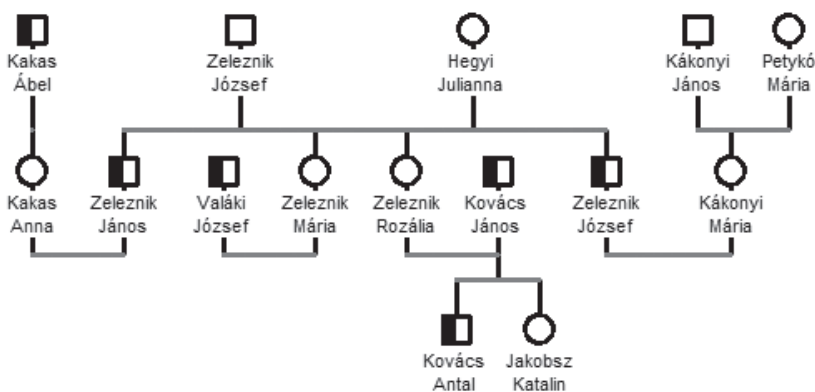 Kakas
Ábel
Zeleznik
József
Hegyi
Julianna
Kákonyi
János
Petykó
Mária
Kakas
Anna
Zeleznik
János
Valáki
József
Zeleznik
Mária
Zeleznik
Rozália
Kovács
János
Zeleznik
József
Kákonyi
Mária
Kovács
Antal
Jakobsz
Katalin